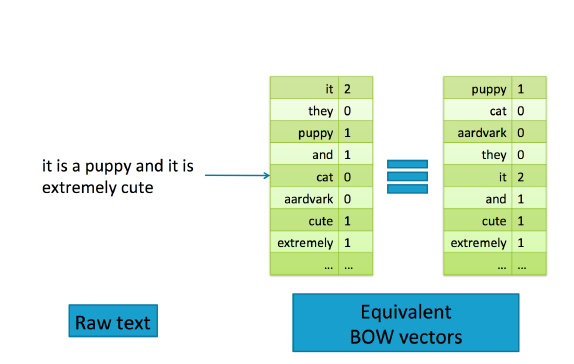 it is a puppy and it is
extremely cute
it 2
they 0
puppy 1
and 1
cat 0
aardvark 0
cute 1
extremely 1
... ...
puppy 1
cat 0
aardvark 0
they 0
it 2
and 1
cute 1
extremely 1
... ...
Raw text
Equivalent
BOW vectors